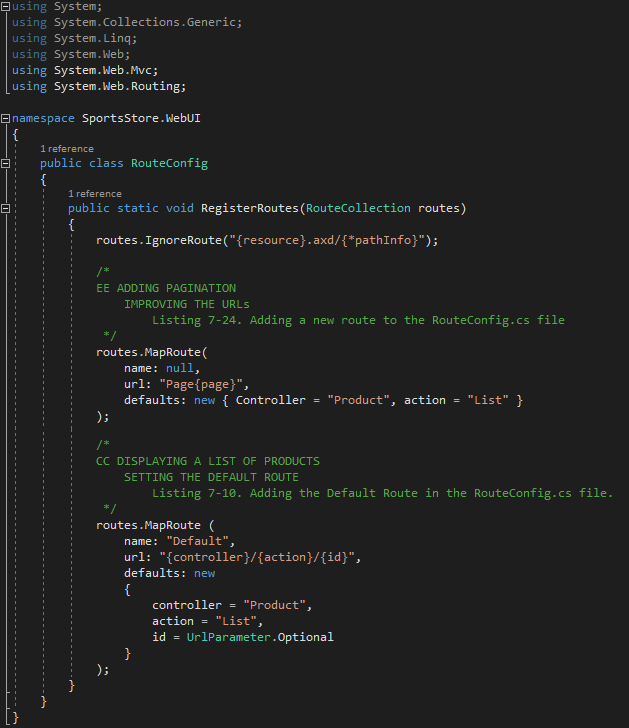 using System;
using System.Collections.Generic;
using System.Linq;
using System.Web;
using System.Web.Mvc;
using System.Web.Routing;

namespace SportsStore.WebUI
{
    1 reference
    public class RouteConfig
    {
        1 reference
        public static void RegisterRoutes(RouteCollection routes)
        {
            routes.IgnoreRoute("{resource}.axd/{*pathInfo}");

            /*
            EE ADDING PAGINATION
                IMPROVING THE URLs
                    Listing 7-24. Adding a new route to the RouteConfig.cs file
             */
            routes.MapRoute(
                name: null,
                url: "Page{page}",
                defaults: new { Controller = "Product", action = "List" }
            );

            /*
            CC DISPLAYING A LIST OF PRODUCTS
                SETTING THE DEFAULT ROUTE
                    Listing 7-10. Adding the Default Route in the RouteConfig.cs file.
             */
            routes.MapRoute (
                name: "Default",
                url: "{controller}/{action}/{id}",
                defaults: new
                {
                    controller = "Product",
                    action = "List",
                    id = UrlParameter.Optional
                }
            );
        }
    }
}